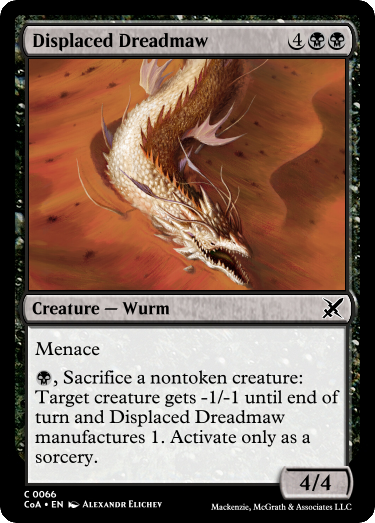 Displaced Dreadmaw 4
Creature — Wurm
Menace
, Sacrifice a nontoken creature:
Target creature gets -1/-1 until end of
turn and Displaced Dreadmaw
manufactures 1. Activate only as a
sorcery.
4/4
C 0066
CoA • EN Alexandr Elichev
Mackenzie, McGrath & Associates LLC